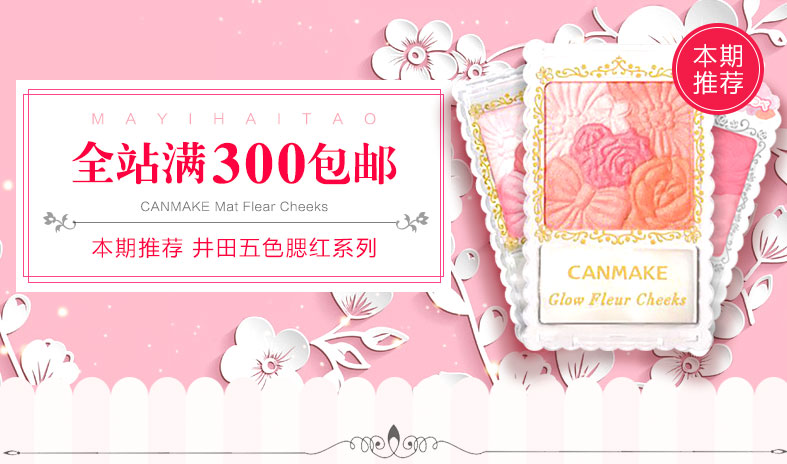 MAYIHAITAO
全站满300包邮
CANMAKE Mat Flear Cheeks
本期推荐 井田五色腮红系列
本期
推荐
CANMAKE
Glow Fleur Cheeks